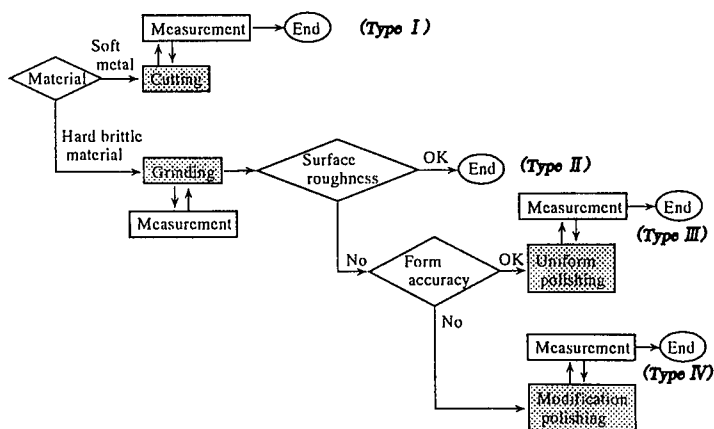 Measurement
End
(Type I)
Soft
metal
Material
Cutting
Hard brittle
material
Grinding
Surface
roughness
OK
End
(Type II)
Measurement
Measurement
End
(Type III)
No
Form
accuracy
OK
Uniform
polishing
No
Measurement
End
(Type IV)
Modification
polishing